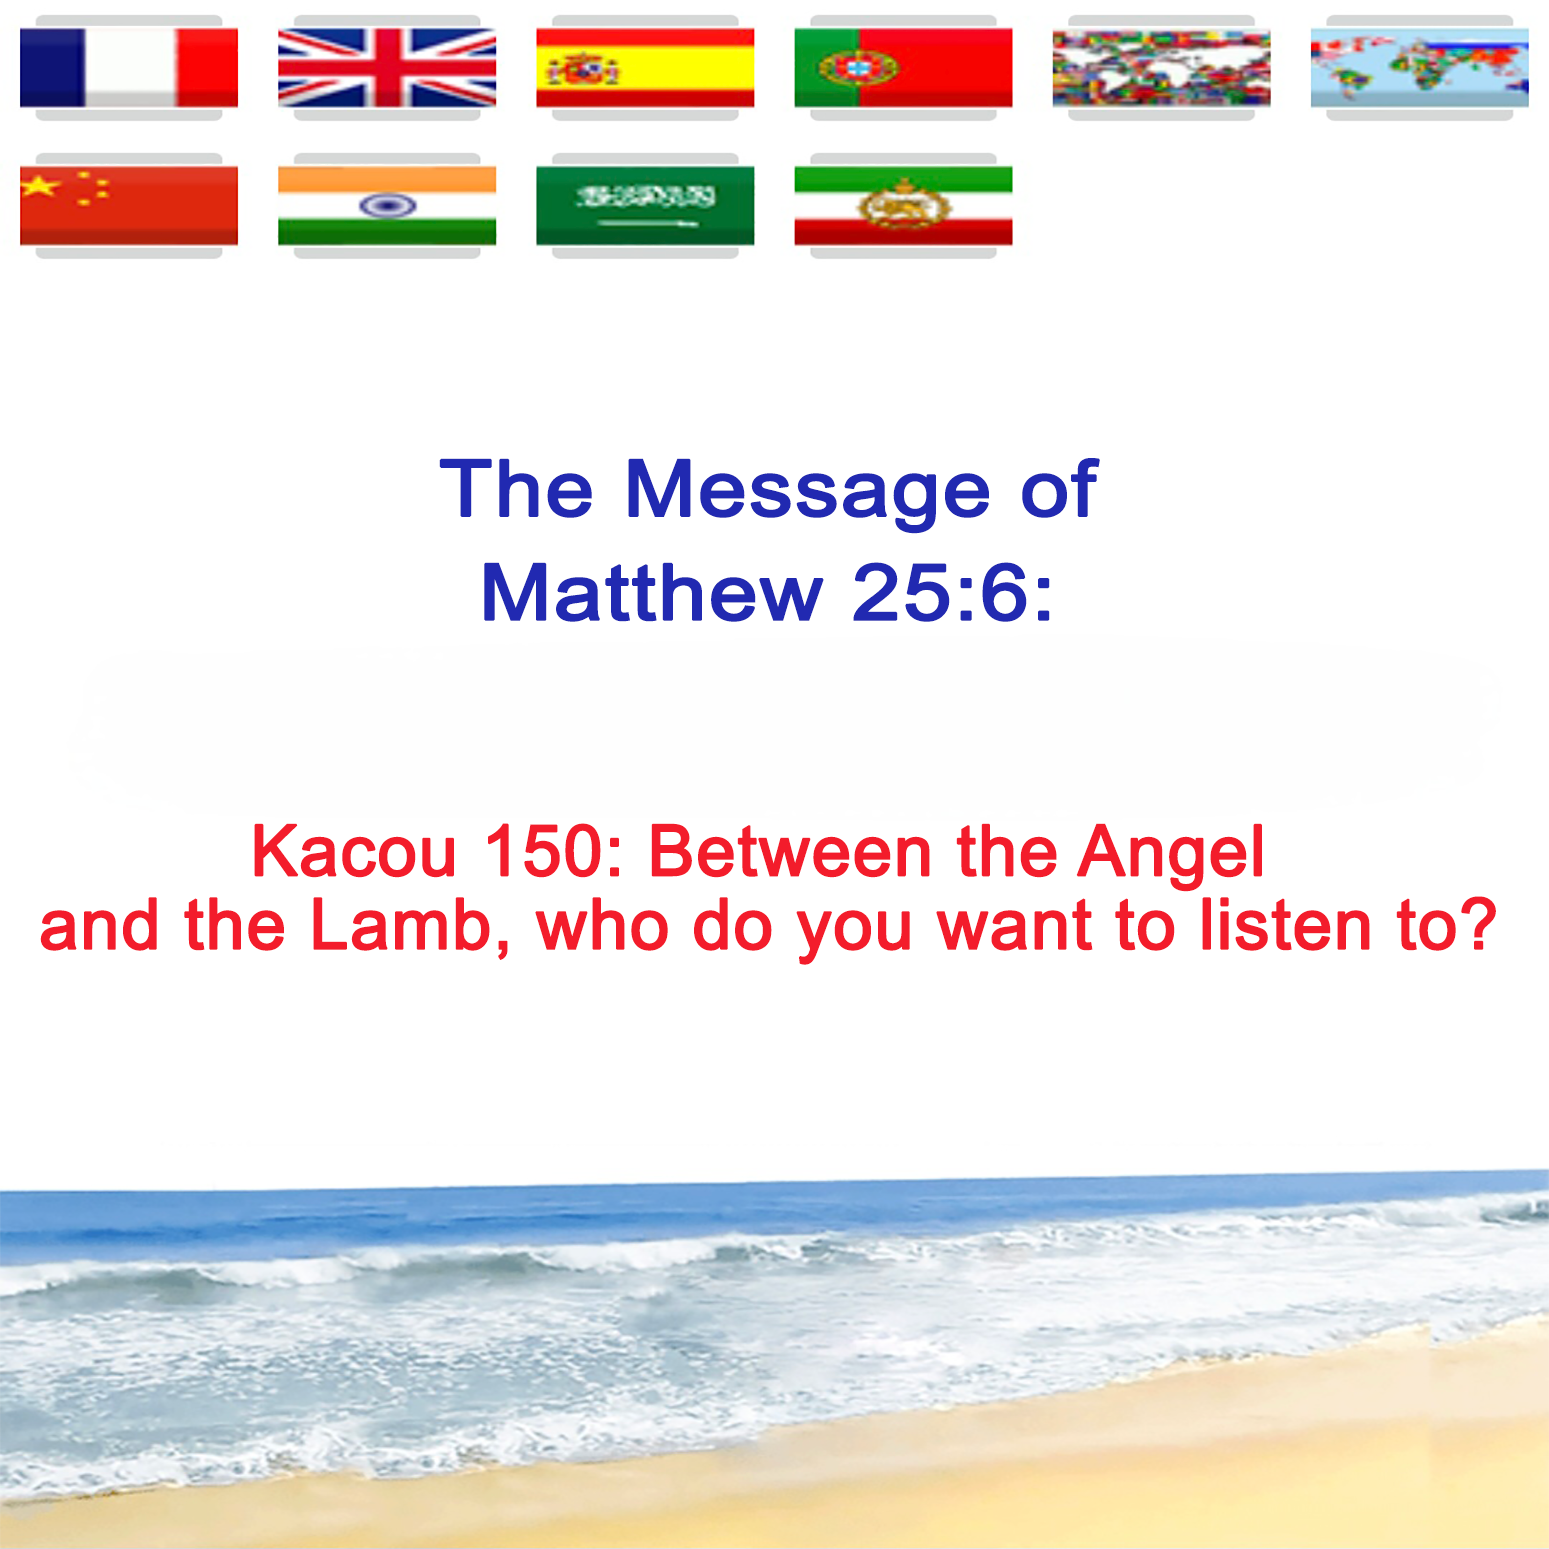 The Message of
Matthew 25:6:
Kacou 150: Between the Angel
and the Lamb, who do you want to listen to?